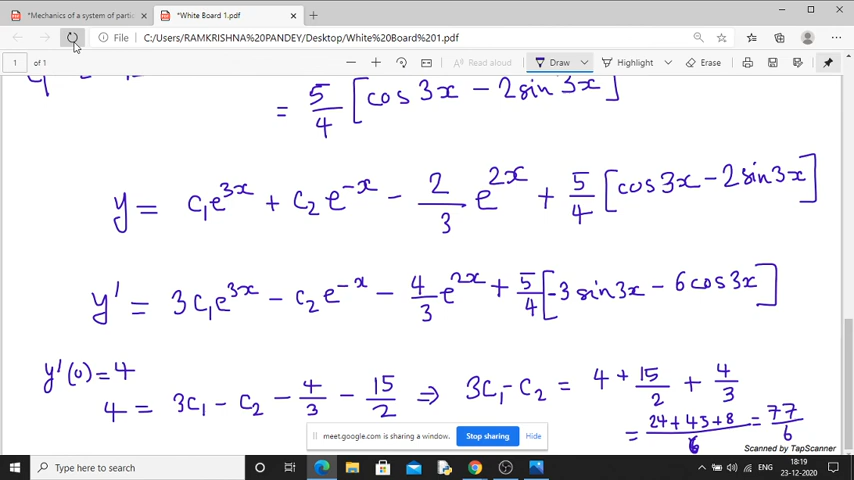 *Mechanics of a system of partic
*White Board 1.pdf
File
C:/Users/RAMKRISHNA%20PANDEY/Desktop/White%20Board%201.pdf
1 of 1
Read aloud
Draw
Highlight
Erase
= 5/4 [cos 3x - 2 sin 3x]
y = c₁e^3x + c₂e^-x - 2/3 e^2x + 5/4 [cos 3x - 2 sin 3x]
y' = 3c₁e^3x - c₂e^-x - 4/3 e^2x + 5/4 [-3 sin 3x - 6 cos 3x]
y'(0) = 4
4 = 3c₁ - c₂ - 4/3 - 15/2 ⇒ 3c₁ - c₂ = 4 + 15/2 + 4/3
= 24+45+8/6 = 77/6
meet.google.com is sharing a window.
Stop sharing
Hide
Scanned by TapScanner
Type here to search
ENG
18:19
23-12-2020